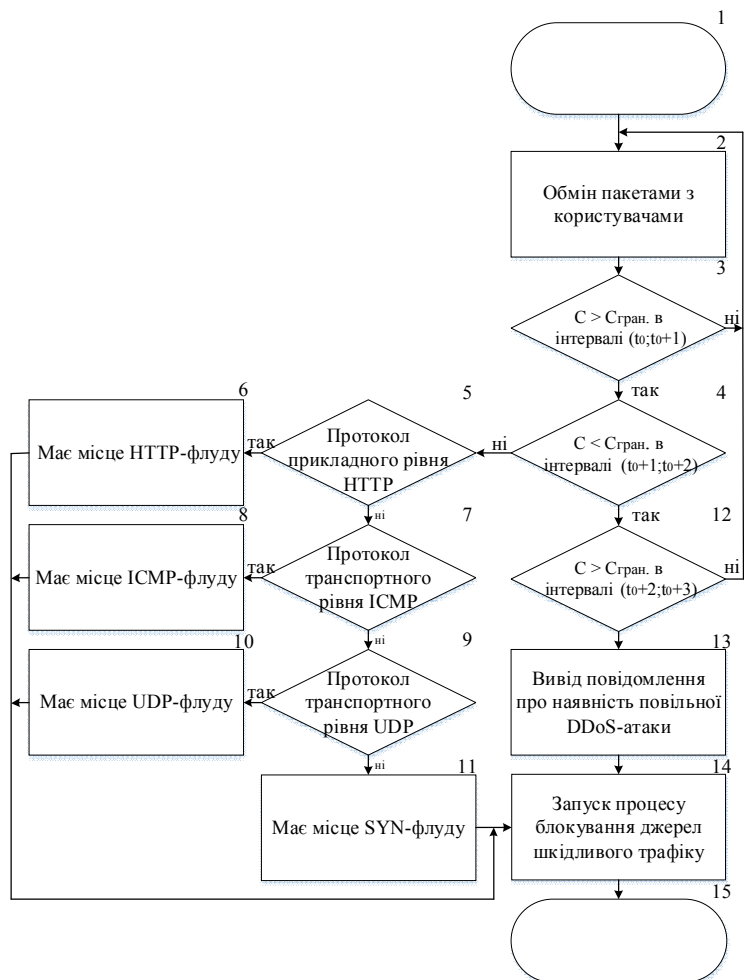 1
2
Обмін пакетами з
користувачами
3
C > Cгран. в
інтервалі (t0;t0+1)
ні
так
4
C < Cгран. в
інтервалі (t0+1;t0+2)
ні
так
5
Протокол
прикладного рівня
HTTP
так
ні
6
Має місце HTTP-флуду
7
Протокол
транспортного
рівня ICMP
так
ні
8
Має місце ICMP-флуду
9
Протокол
транспортного
рівня UDP
так
ні
10
Має місце UDP-флуду
11
Має місце SYN-флуду
12
C > Cгран. в
інтервалі (t0+2;t0+3)
ні
так
13
Вивід повідомлення
про наявність повільної
DDoS-атаки
14
Запуск процесу
блокування джерел
шкідливого трафіку
15